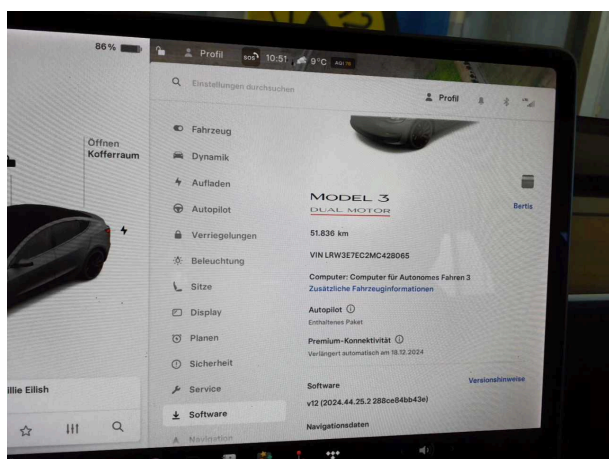 86%
Profil
SOS
10:51
9°C
Einstellungen durchsuchen
Profil
Öffnen
Kofferraum
Fahrzeug
Dynamik
Aufladen
Autopilot
Verriegelungen
Beleuchtung
Sitze
Display
Planen
Sicherheit
Service
Software
Navigation
MODEL 3
DUAL MOTOR
Bertis
51.836 km
VIN LRW3E7EC2MC428065
Computer: Computer für Autonomes Fahren 3
Zusätzliche Fahrzeuginformationen
Autopilot
Enthaltenes Paket
Premium-Konnektivität
Verlängert automatisch am 18.12.2024
Software
Versionshinweise
v12 (2024.44.25.2 288ce84bb43e)
Navigationsdaten
illie Eilish